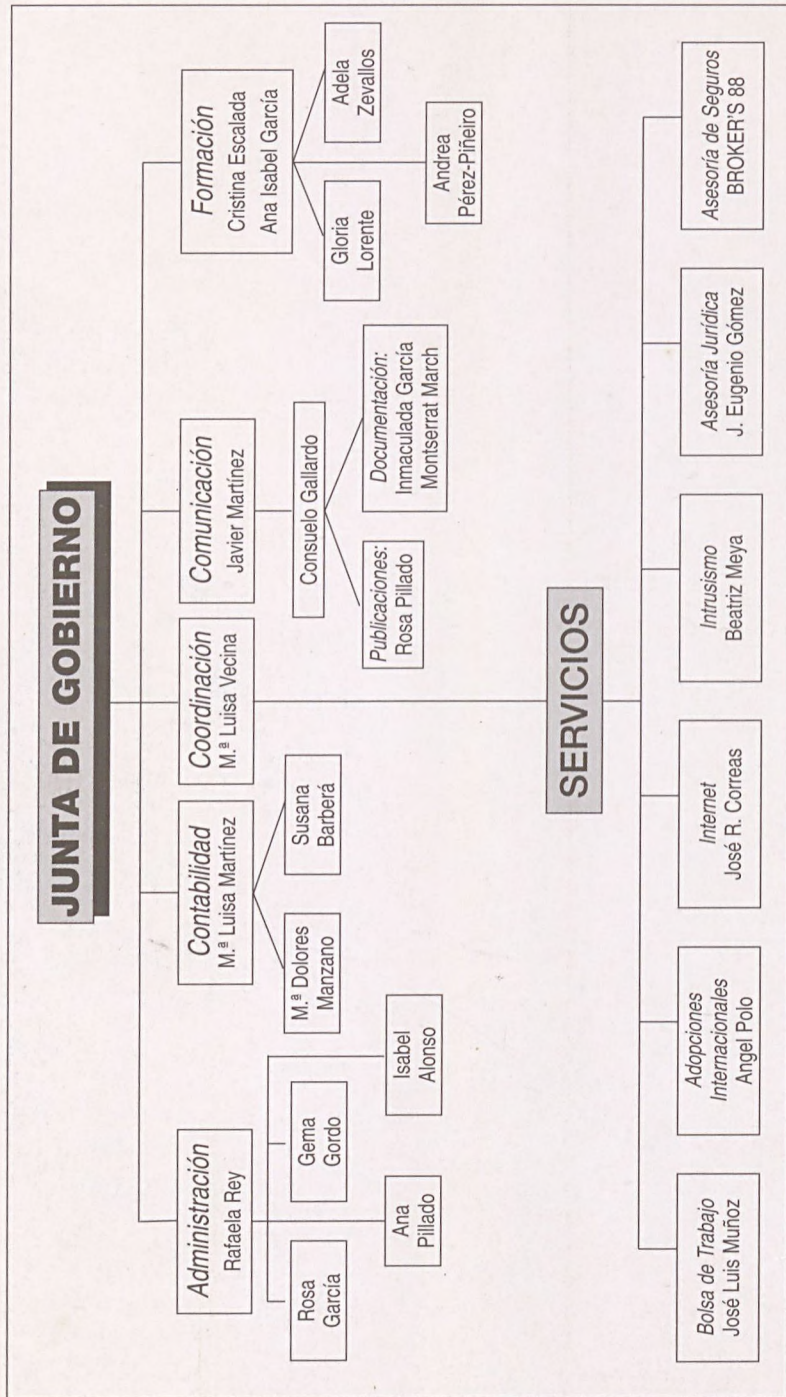 JUNTA DE GOBIERNO
Administración
Rafaela Rey
Rosa
García
Gema
Gordo
Ana
Pillado
Isabel
Alonso
Contabilidad
M.ª Luisa Martínez
M.ª Dolores
Manzano
Susana
Barberá
Coordinación
M.ª Luisa Vecina
Comunicación
Javier Martínez
Consuelo Gallardo
Publicaciones:
Rosa Pillado
Documentación:
Inmaculada García
Montserrat March
Formación
Cristina Escalada
Ana Isabel García
Gloria
Lorente
Adela
Zevallos
Andrea
Pérez-Piñeiro
SERVICIOS
Bolsa de Trabajo
José Luis Muñoz
Adopciones
Internacionales
Angel Polo
Internet
José R. Correas
Intrusismo
Beatriz Meya
Asesoría Jurídica
J. Eugenio Gómez
Asesoría de Seguros
BROKER'S 88